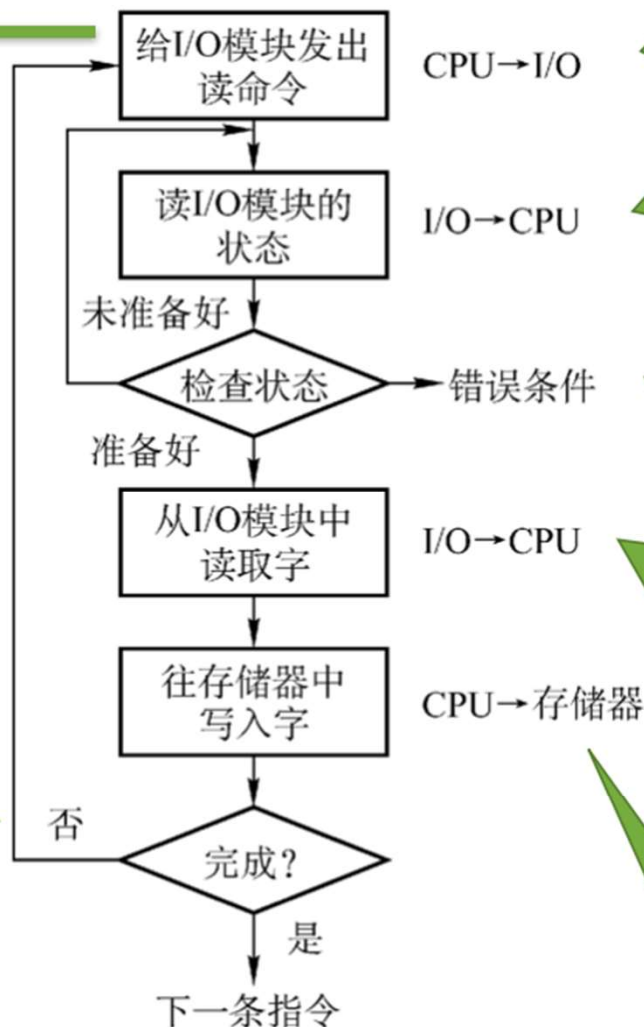 给I/O模块发出
读命令
CPU→I/O
读I/O模块的
状态
I/O→CPU
未准备好
检查状态
错误条件
准备好
从I/O模块中
读取字
I/O→CPU
往存储器中
写入字
CPU→存储器
否
完成?
是
下一条指令